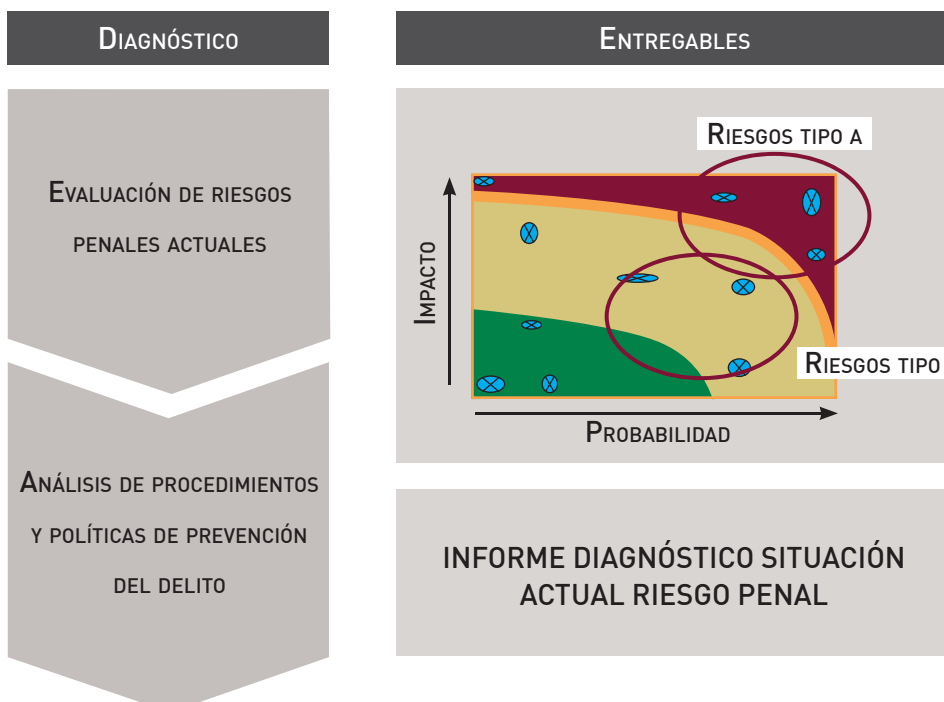 Diagnóstico
Entregables
Evaluación de riesgos
penales actuales
Riesgos tipo A
Impacto
Riesgos tipo
Probabilidad
Análisis de procedimientos
y políticas de prevención
del delito
INFORME DIAGNÓSTICO SITUACIÓN
ACTUAL RIESGO PENAL